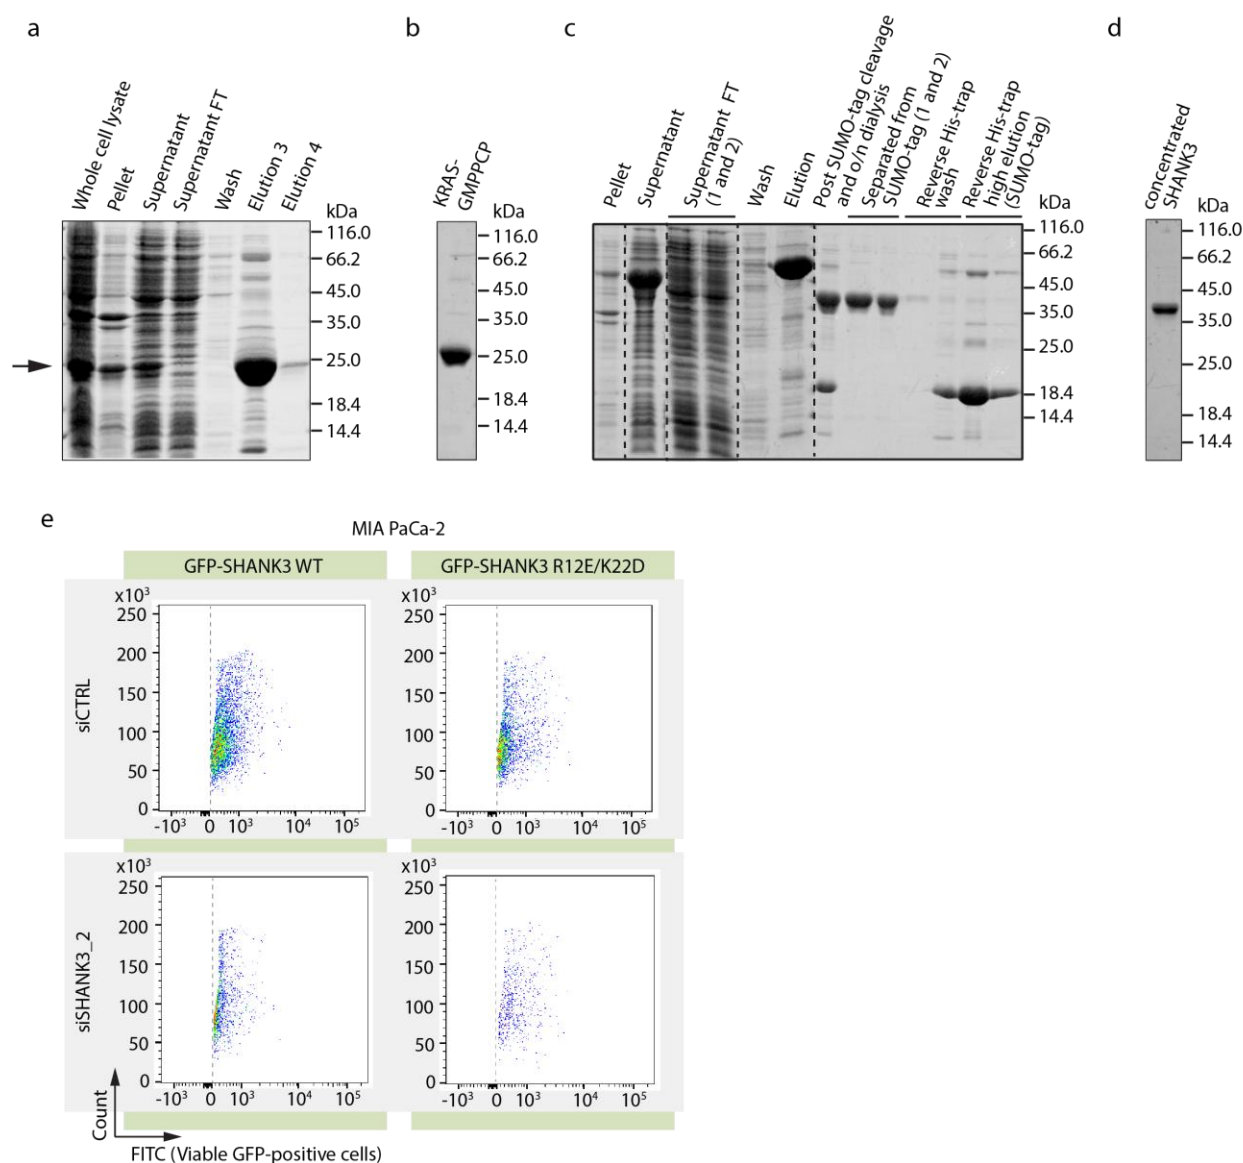 a
Whole cell lysate
Pellet
Supernatant
Supernatant FT
Wash
Elution 3
Elution 4
kDa
116.0
66.2
45.0
35.0
25.0
18.4
14.4
b
KRAS-
GMPPCP
kDa
116.0
66.2
45.0
35.0
25.0
18.4
14.4
c
Pellet
Supernatant
Supernatant FT
(1 and 2)
Wash
Elution
Post SUMO-tag cleavage
and o/n dialysis
Separated from
SUMO-tag (1 and 2)
Reverse His-trap
wash
Reverse His-trap
high elution
(SUMO-tag)
kDa
116.0
66.2
45.0
35.0
25.0
18.4
14.4
d
concentrated
SHANK3
kDa
116.0
66.2
45.0
35.0
25.0
18.4
14.4
e
MIA PaCa-2
GFP-SHANK3 WT
GFP-SHANK3 R12E/K22D
siCTRL
x10³
250
200
150
100
50
0
-10³ 0 10³ 10⁴ 10⁵
x10³
250
200
150
100
50
0
-10³ 0 10³ 10⁴ 10⁵
siSHANK3_2
x10³
250
200
150
100
50
0
-10³ 0 10³ 10⁴ 10⁵
x10³
250
200
150
100
50
0
-10³ 0 10³ 10⁴ 10⁵
Count
FITC (Viable GFP-positive cells)